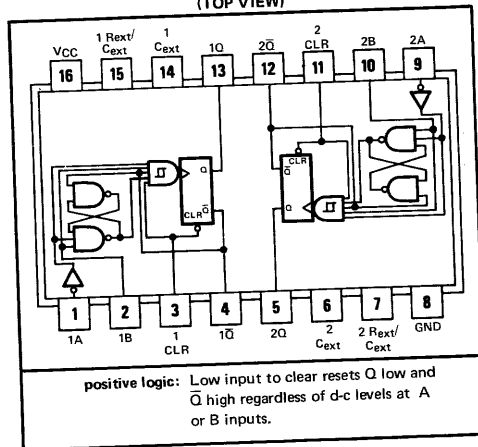 (TOP VIEW)
VCC
1 Rext/
Cext
1
Cext
1Q
2Q̅
2
CLR
2B
2A
16
15
14
13
12
11
10
9
Q
Q̅
CLR
CLR
Q̅
Q
1
2
3
4
5
6
7
8
1A
1B
1
CLR
1Q̅
2Q
2
Cext
2 Rext/
Cext
GND
positive logic: Low input to clear resets Q low and
Q̅ high regardless of d-c levels at A
or B inputs.